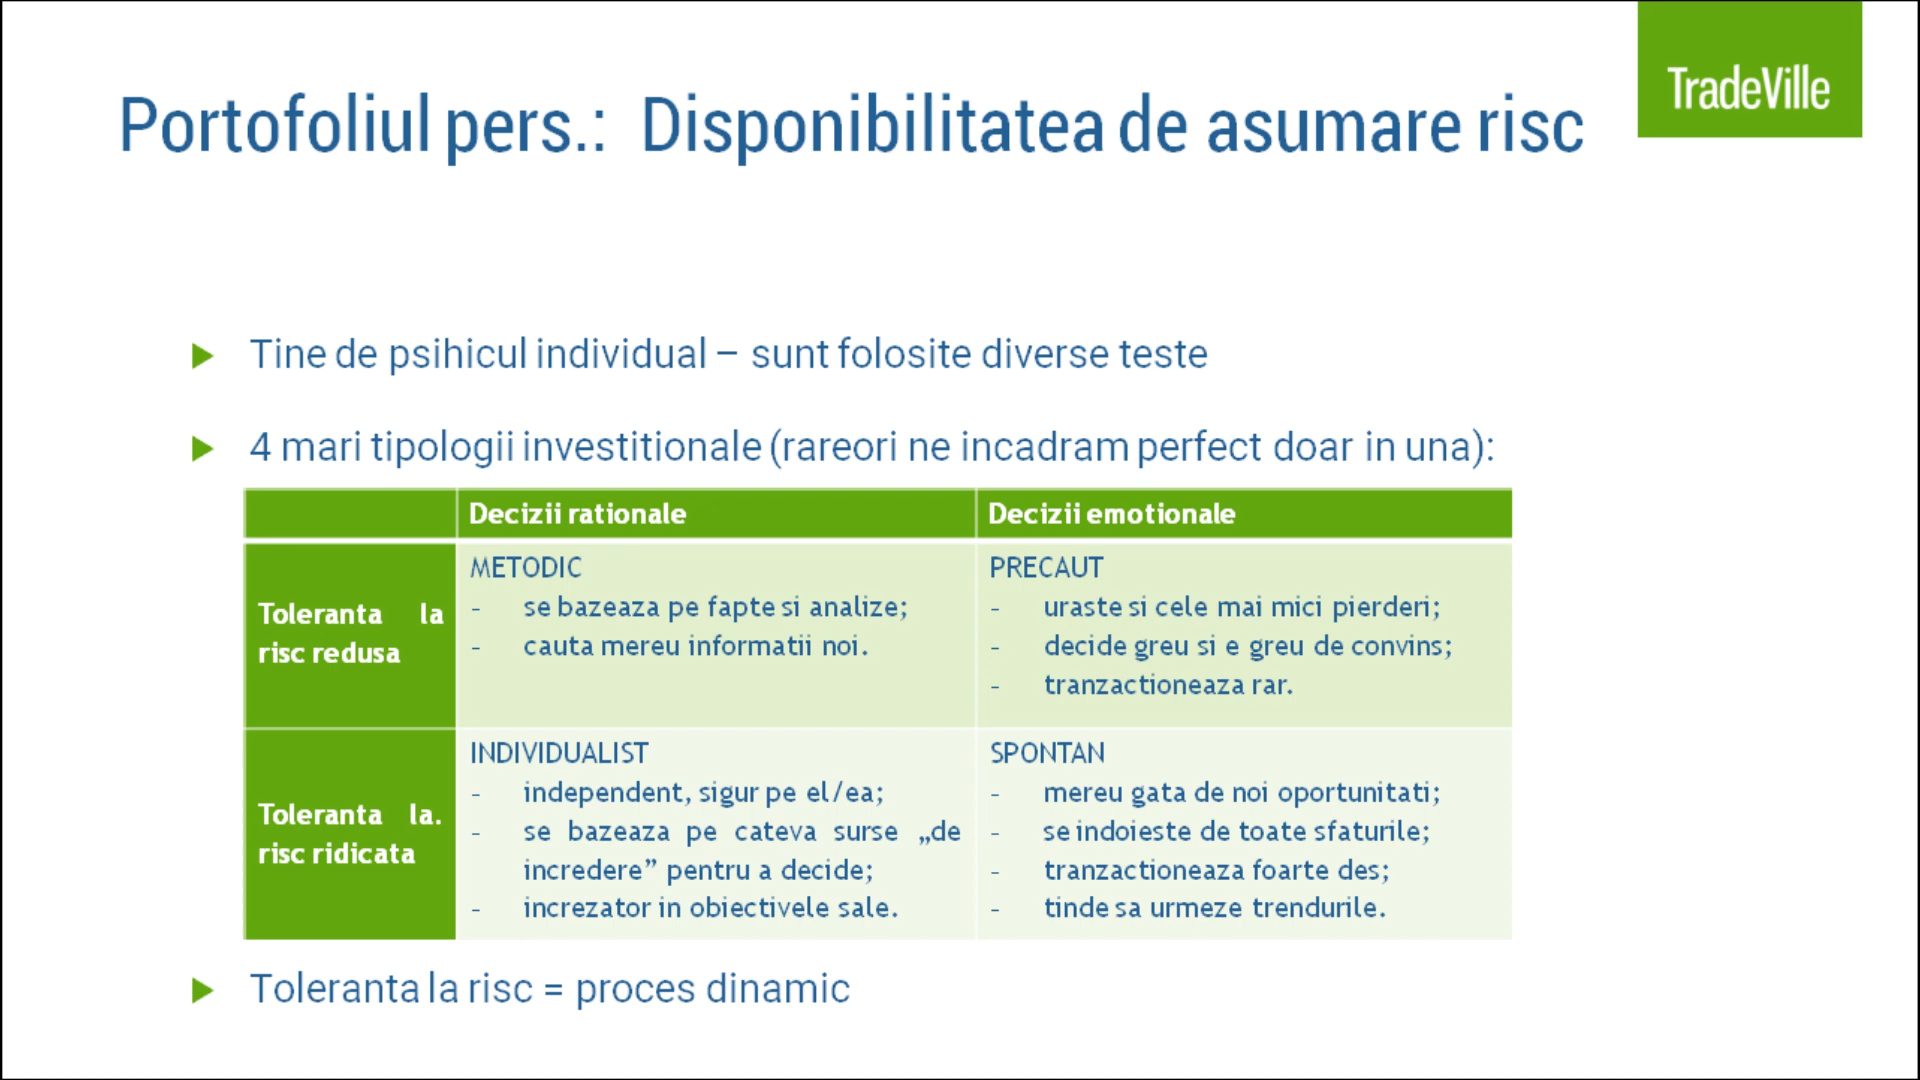 TradeVille
Portofoliul pers.: Disponibilitatea de asumare risc
Tine de psihicul individual – sunt folosite diverse teste
4 mari tipologii investitionale (rareori ne incadram perfect doar in una):
Decizii rationale
Decizii emotionale
Toleranta la
risc redusa
METODIC
- se bazeaza pe fapte si analize;
- cauta mereu informatii noi.
PRECAUT
- uraste si cele mai mici pierderi;
- decide greu si e greu de convins;
- tranzactioneaza rar.
Toleranta la.
risc ridicata
INDIVIDUALIST
- independent, sigur pe el/ea;
- se bazeaza pe cateva surse „de
incredere” pentru a decide;
- increzator in obiectivele sale.
SPONTAN
- mereu gata de noi oportunitati;
- se indoieste de toate sfaturile;
- tranzactioneaza foarte des;
- tinde sa urmeze trendurile.
Toleranta la risc = proces dinamic